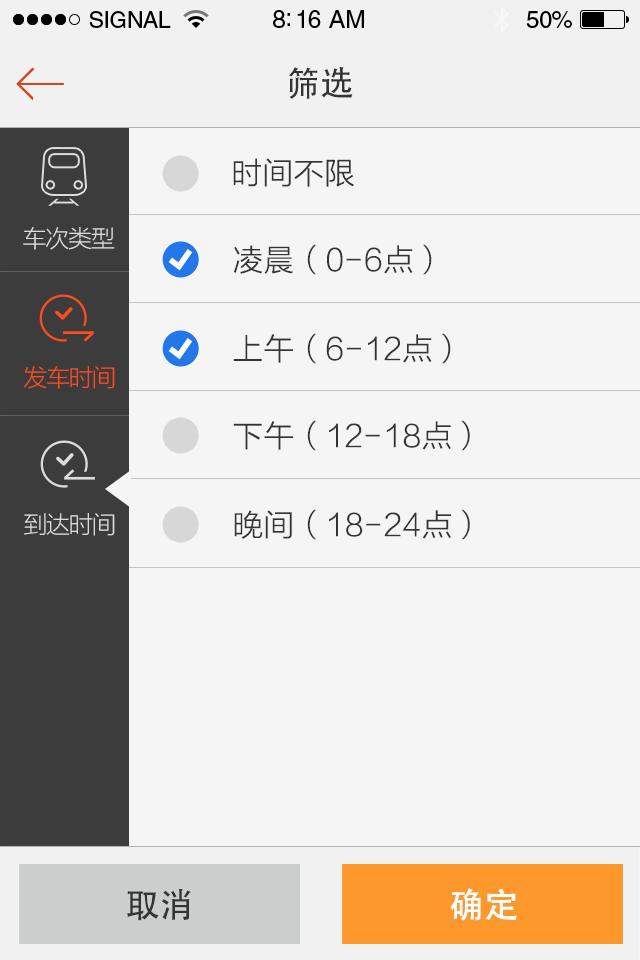 SIGNAL 8:16 AM 50%
筛选
车次类型
发车时间
到达时间
时间不限
凌晨（0-6点）
上午（6-12点）
下午（12-18点）
晚间（18-24点）
取消
确定